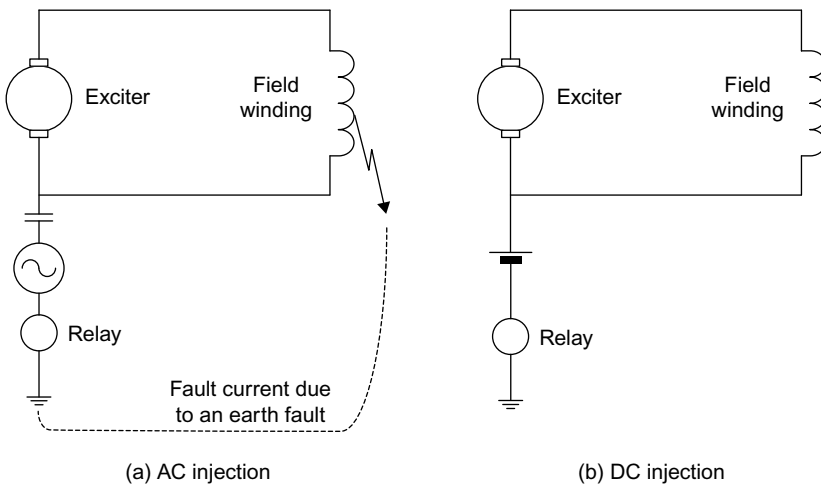 Exciter
Field
winding
Relay
Fault current due
to an earth fault
(a) AC injection
Exciter
Field
winding
Relay
(b) DC injection